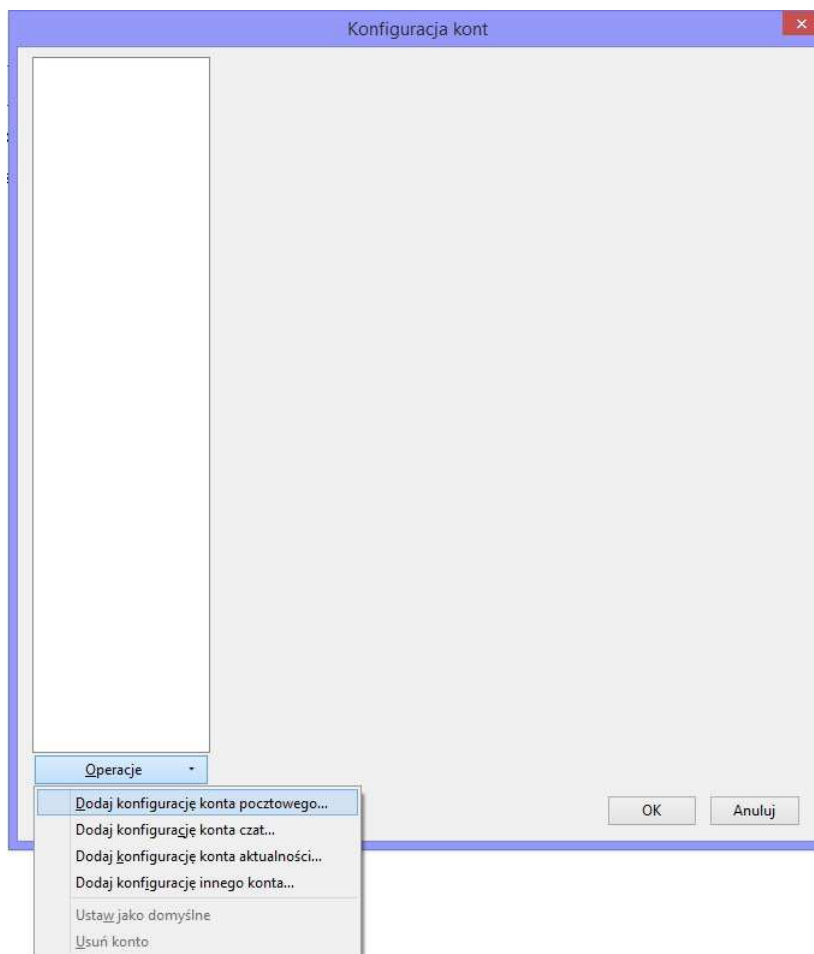 Konfiguracja kont
Operacje
Dodaj konfigurację konta pocztowego...
Dodaj konfigurację konta czat...
Dodaj konfigurację konta aktualności...
Dodaj konfigurację innego konta...
Ustaw jako domyślne
Usuń konto
OK
Anuluj